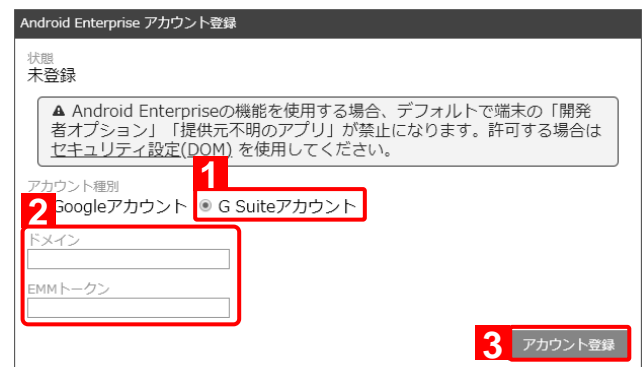 Android Enterprise アカウント登録
状態
未登録
▲ Android Enterpriseの機能を使用する場合、デフォルトで端末の「開発
者オプション」「提供元不明のアプリ」が禁止になります。許可する場合は
セキュリティ設定(DOM) を使用してください。
1
アカウント種別
2 Googleアカウント G Suiteアカウント
ドメイン
EMMトークン
3 アカウント登録